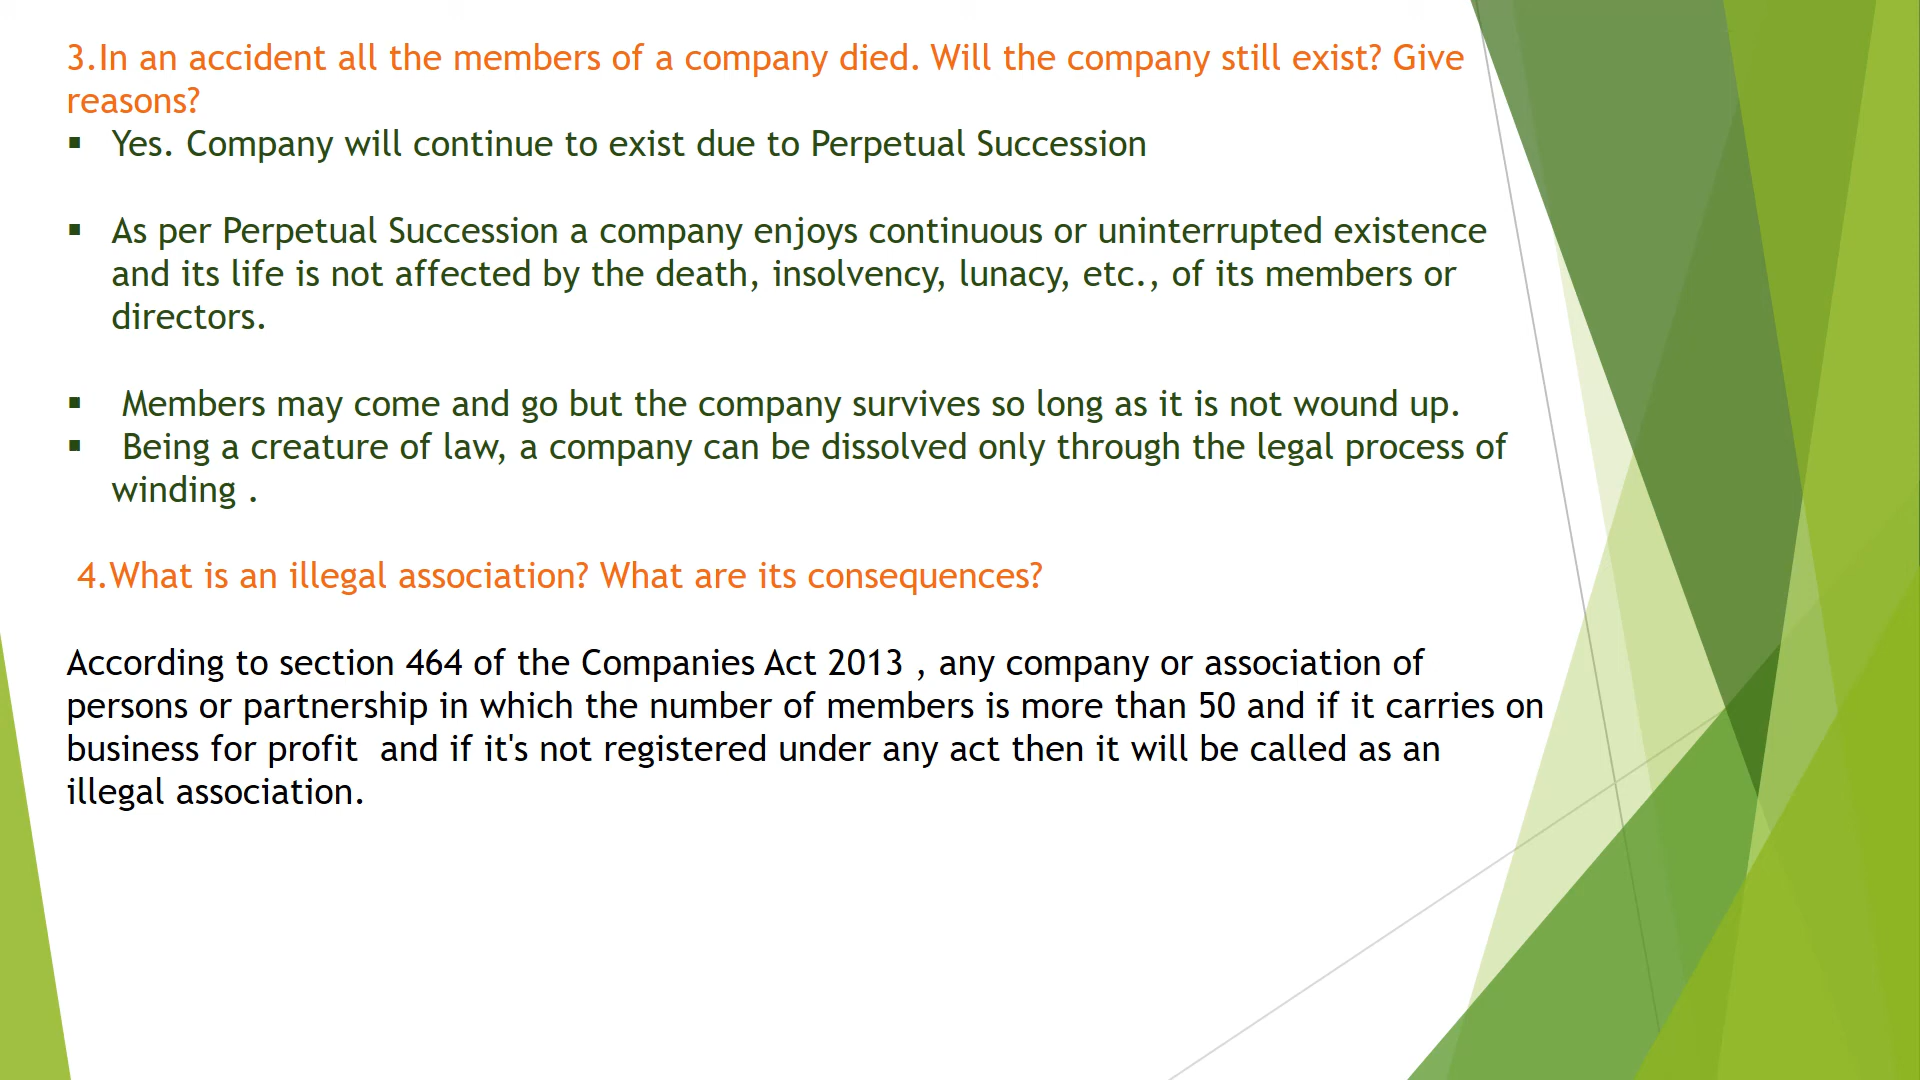 3.In an accident all the members of a company died. Will the company still exist? Give
reasons?
▪ Yes. Company will continue to exist due to Perpetual Succession
▪ As per Perpetual Succession a company enjoys continuous or uninterrupted existence
and its life is not affected by the death, insolvency, lunacy, etc., of its members or
directors.
▪ Members may come and go but the company survives so long as it is not wound up.
▪ Being a creature of law, a company can be dissolved only through the legal process of
winding .
4.What is an illegal association? What are its consequences?
According to section 464 of the Companies Act 2013 , any company or association of
persons or partnership in which the number of members is more than 50 and if it carries on
business for profit  and if it's not registered under any act then it will be called as an
illegal association.